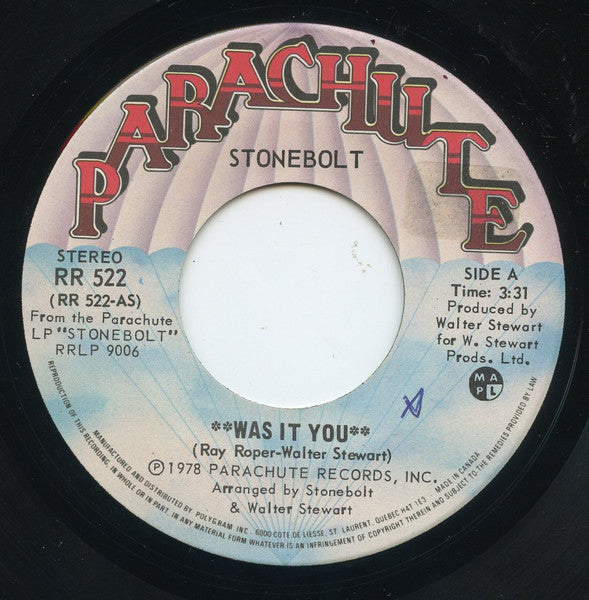 PARACHUTE
STONEBOLT
STEREO
RR 522
(RR 522-AS)
From the Parachute
LP "STONEBOLT"
RRLP 9006
SIDE A
Time: 3:31
Produced by
Walter Stewart
for W. Stewart
Prods. Ltd.
M A
P L
**WAS IT YOU**
(Ray Roper-Walter Stewart)
Ⓟ1978 PARACHUTE RECORDS, INC.
Arranged by Stonebolt
& Walter Stewart
MANUFACTURED AND DISTRIBUTED BY POLYGRAM INC. 6000 COTE DE LIESSE, ST. LAURENT, QUEBEC H4T 1E3 MADE IN CANADA
REPRODUCTION OF THIS RECORDING, IN WHOLE OR IN PART, IN ANY MATERIAL FORM WHATEVER IS AN INFRINGEMENT OF COPYRIGHT THEREIN AND SUBJECT TO THE REMEDIES PROVIDED BY LAW